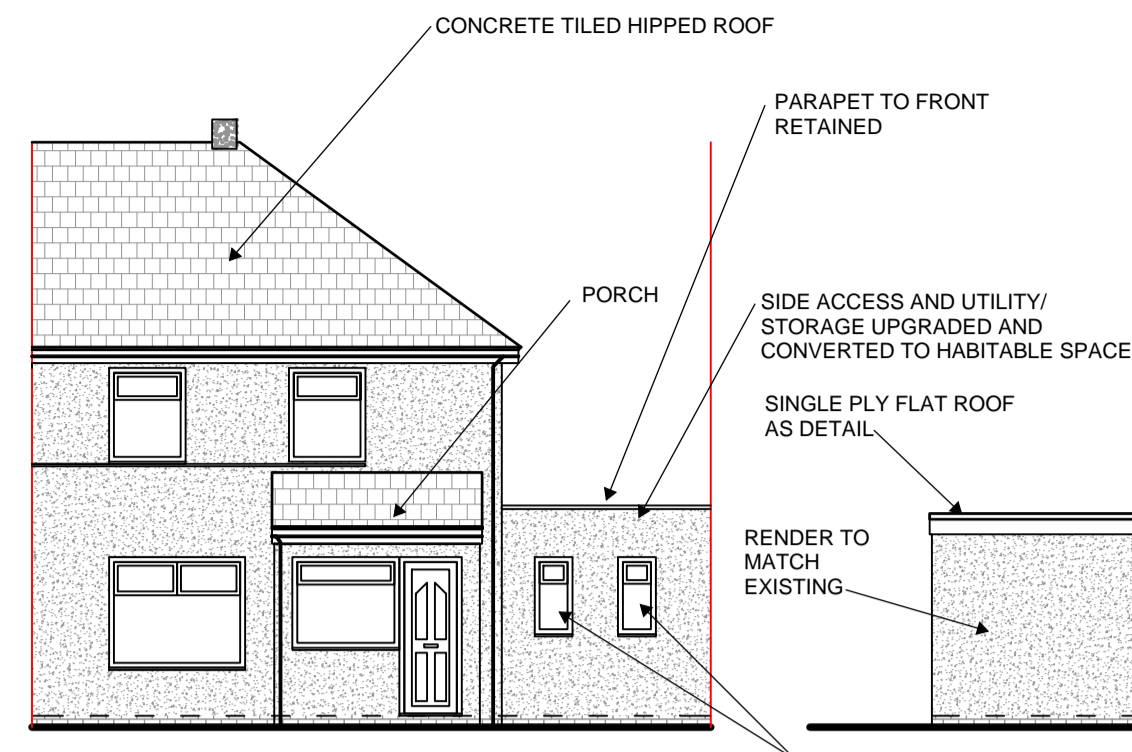 CONCRETE TILED HIPPED ROOF
PARAPET TO FRONT
RETAINED
PORCH
SIDE ACCESS AND UTILITY/
STORAGE UPGRADED AND
CONVERTED TO HABITABLE SPACE
SINGLE PLY FLAT ROOF
AS DETAIL
RENDER TO
MATCH
EXISTING